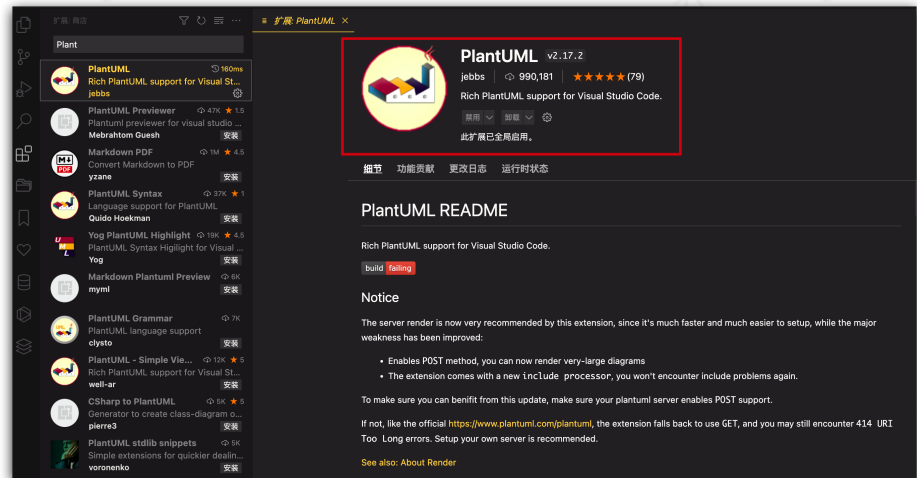 扩展: 商店
扩展: PlantUML
Plant
PlantUML 160ms
Rich PlantUML support for Visual St...
jebbs
PlantUML Previewer 47K ★ 1.5
Plantuml previewer for visual studio ...
Mebrahtom Guesh 安装
Markdown PDF 1M ★ 4.5
Convert Markdown to PDF
yzane 安装
PlantUML Syntax 37K ★ 1
Language support for PlantUML
Quido Hoekman 安装
Yog PlantUML Highlight 19K ★ 4.5
PlantUML Syntax Higilight for Visual ...
Yog 安装
Markdown Plantuml Preview 6K
myml 安装
PlantUML Grammar 7K
PlantUML language support
clysto 安装
PlantUML - Simple Vie... 12K ★ 5
Rich PlantUML support for Visual St...
well-ar 安装
CSharp to PlantUML 5K ★ 5
Generator to create class-diagram o...
pierre3 安装
PlantUML stdlib snippets 5K
Simple extensions for quickier dealin...
voronenko 安装
PlantUML v2.17.2
jebbs 990,181 ★★★★★(79)
Rich PlantUML support for Visual Studio Code.
禁用 卸载
此扩展已全局启用。
细节 功能贡献 更改日志 运行时状态
PlantUML README
Rich PlantUML support for Visual Studio Code.
build failing
Notice
The server render is now very recommended by this extension, since it's much faster and much easier to setup, while the major
weakness has been improved:
• Enables POST method, you can now render very-large diagrams
• The extension comes with a new include processor, you won't encounter include problems again.
To make sure you can benifit from this update, make sure your plantuml server enables POST support.
If not, like the official https://www.plantuml.com/plantuml, the extension falls back to use GET, and you may still encounter 414 URI
Too Long errors. Setup your own server is recommended.
See also: About Render